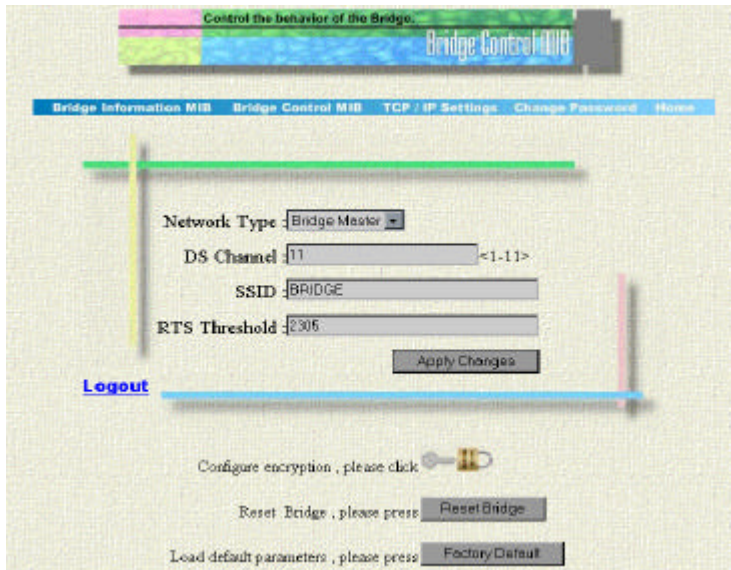 Control the behavior of the Bridge.
Bridge Control MIB
Bridge Information MIB Bridge Control MIB TCP / IP Settings Change Password Home
Network Type : Bridge Master
DS Channel : 11 <1-11>
SSID : BRIDGE
RTS Threshold : 2305
Apply Changes
Logout
Configure encryption , please click
Reset Bridge , please press Reset Bridge
Load default parameters , please press Factory Default